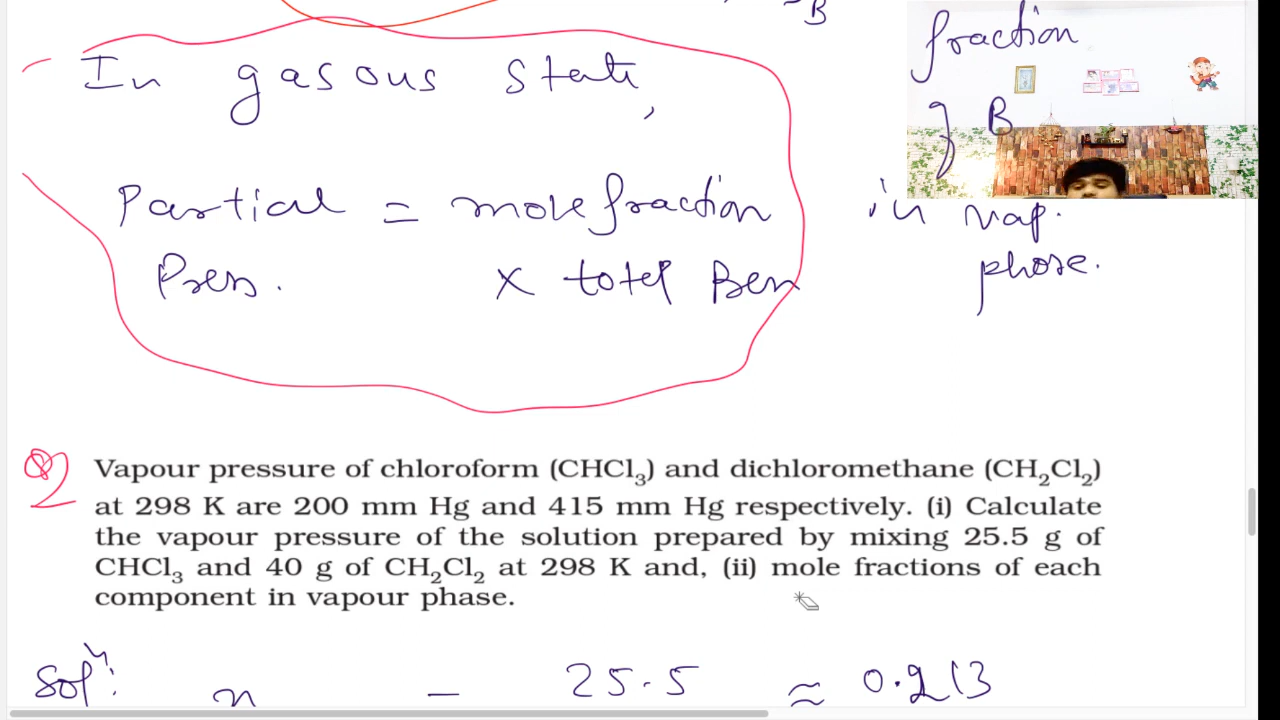 B
fraction
In gasous state,
of B
Partial = mole fraction
in vap.
Pres. x total Pres
phase.
Q2
Vapour pressure of chloroform (CHCl₃) and dichloromethane (CH₂Cl₂)
at 298 K are 200 mm Hg and 415 mm Hg respectively. (i) Calculate
the vapour pressure of the solution prepared by mixing 25.5 g of
CHCl₃ and 40 g of CH₂Cl₂ at 298 K and, (ii) mole fractions of each
component in vapour phase.
Solⁿ: n = 25.5 ≈ 0.213